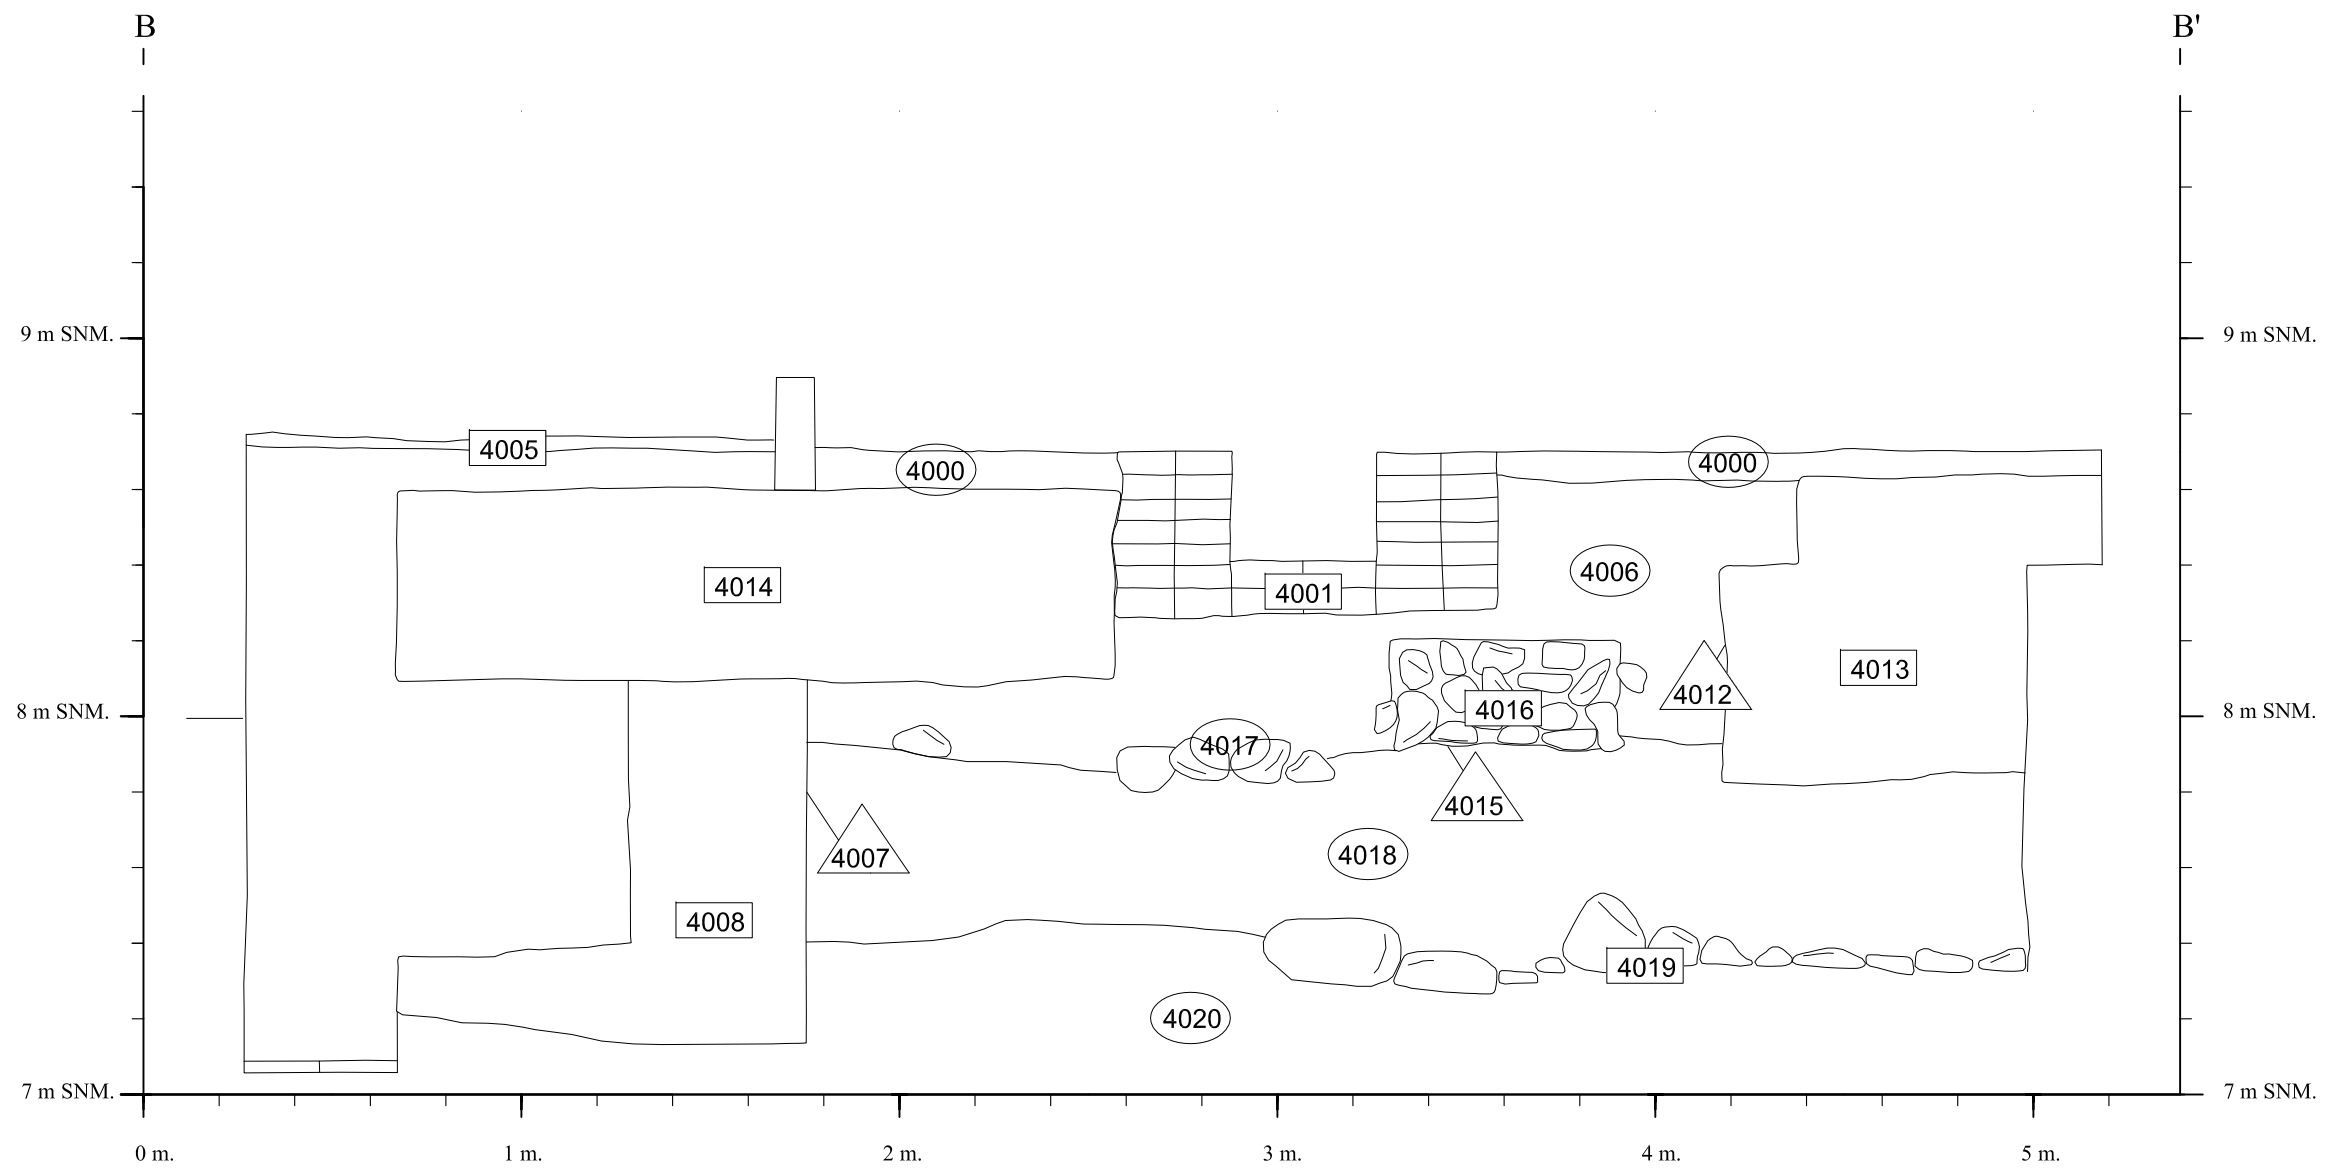 B B'
9 m SNM. 9 m SNM.
4005 4000 4000
4014 4001 4006
4013
4012
8 m SNM. 4016 8 m SNM.
4017
4015
4007 4018
4008
4019
4020
7 m SNM. 7 m SNM.
0 m. 1 m. 2 m. 3 m. 4 m. 5 m.